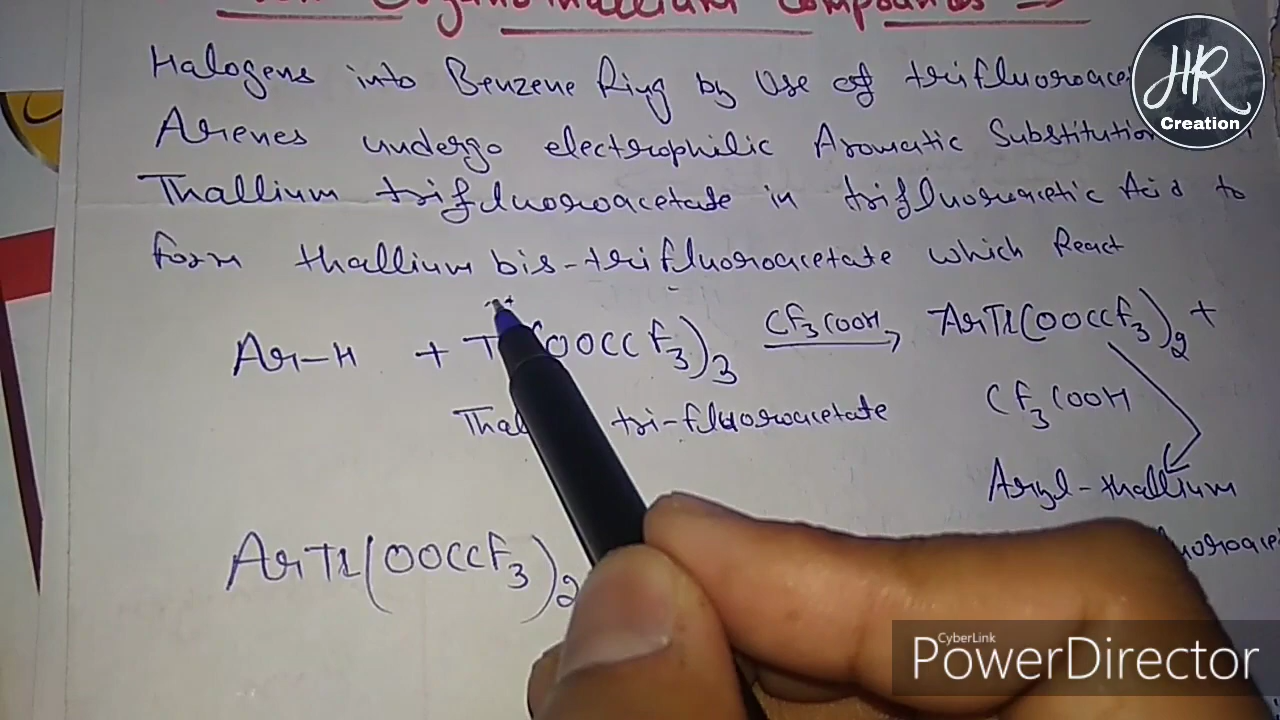 Organothallium Compounds ⇒
Halogens into Benzene Ring by Use of
HR
Creation
Arenes undergo electrophilic Aromatic Substitution
Thallium trifluoroacetate in trifluoroacetic Acid to
form thallium bis-trifluoroacetate which React
Ar-H + (OOCCF3)3 CF3COOH → ArTl(OOCCF3)2 +
tri-fluoroacetate CF3COOH
Aryl-thallium
ArTl(OOCCF3)2
CyberLink
PowerDirector